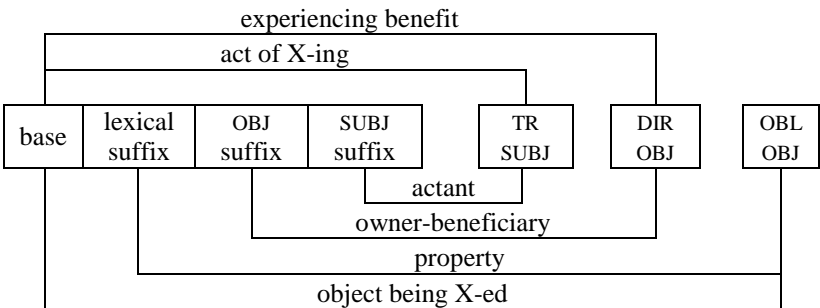 experiencing benefit
act of X-ing
base lexical OBJ SUBJ TR DIR OBL
suffix suffix suffix SUBJ OBJ OBJ
actant
owner-beneficiary
property
object being X-ed